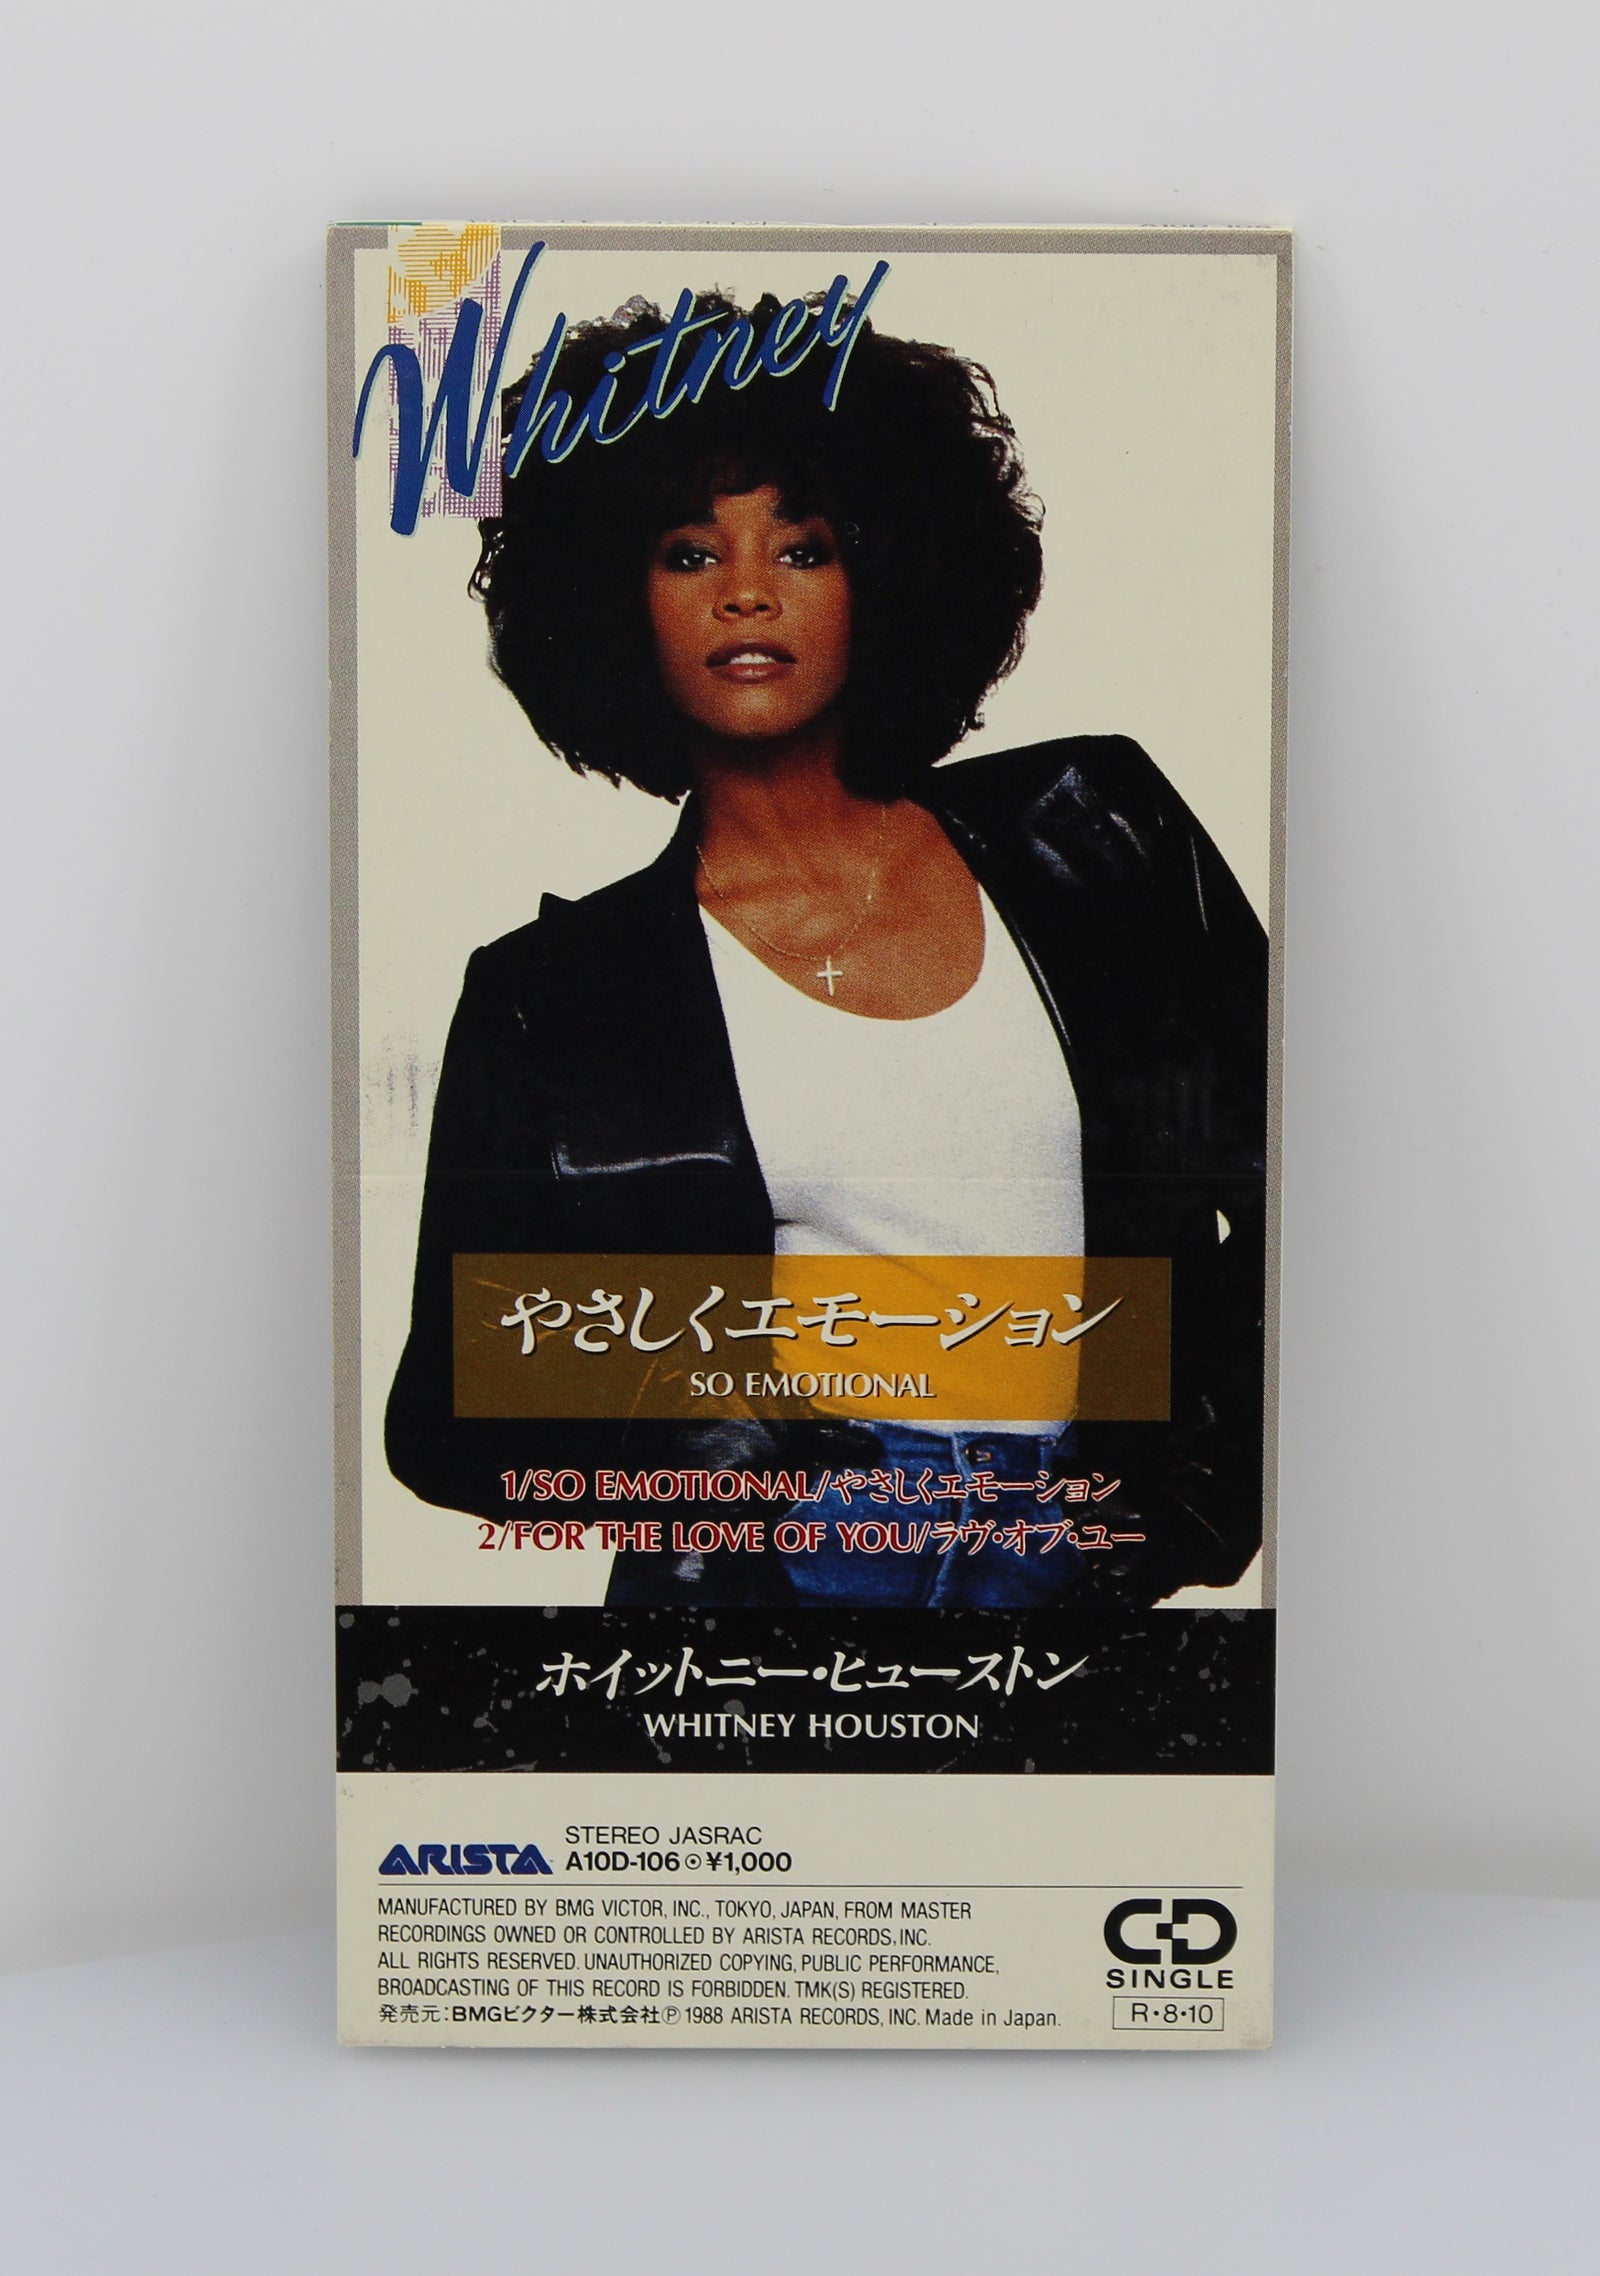 Whitney
やさしくエモーション
SO EMOTIONAL
1/SO EMOTIONAL/やさしくエモーション
2/FOR THE LOVE OF YOU/ラヴ・オブ・ユー
ホイットニー・ヒューストン
WHITNEY HOUSTON
ARISTA
STEREO JASRAC
A10D-106⊙¥1,000
MANUFACTURED BY BMG VICTOR, INC., TOKYO, JAPAN, FROM MASTER
RECORDINGS OWNED OR CONTROLLED BY ARISTA RECORDS, INC.
ALL RIGHTS RESERVED. UNAUTHORIZED COPYING, PUBLIC PERFORMANCE,
BROADCASTING OF THIS RECORD IS FORBIDDEN. TMK(S) REGISTERED.
発売元:BMGビクター株式会社Ⓟ1988 ARISTA RECORDS, INC. Made in Japan.
CD
SINGLE
R・8・10